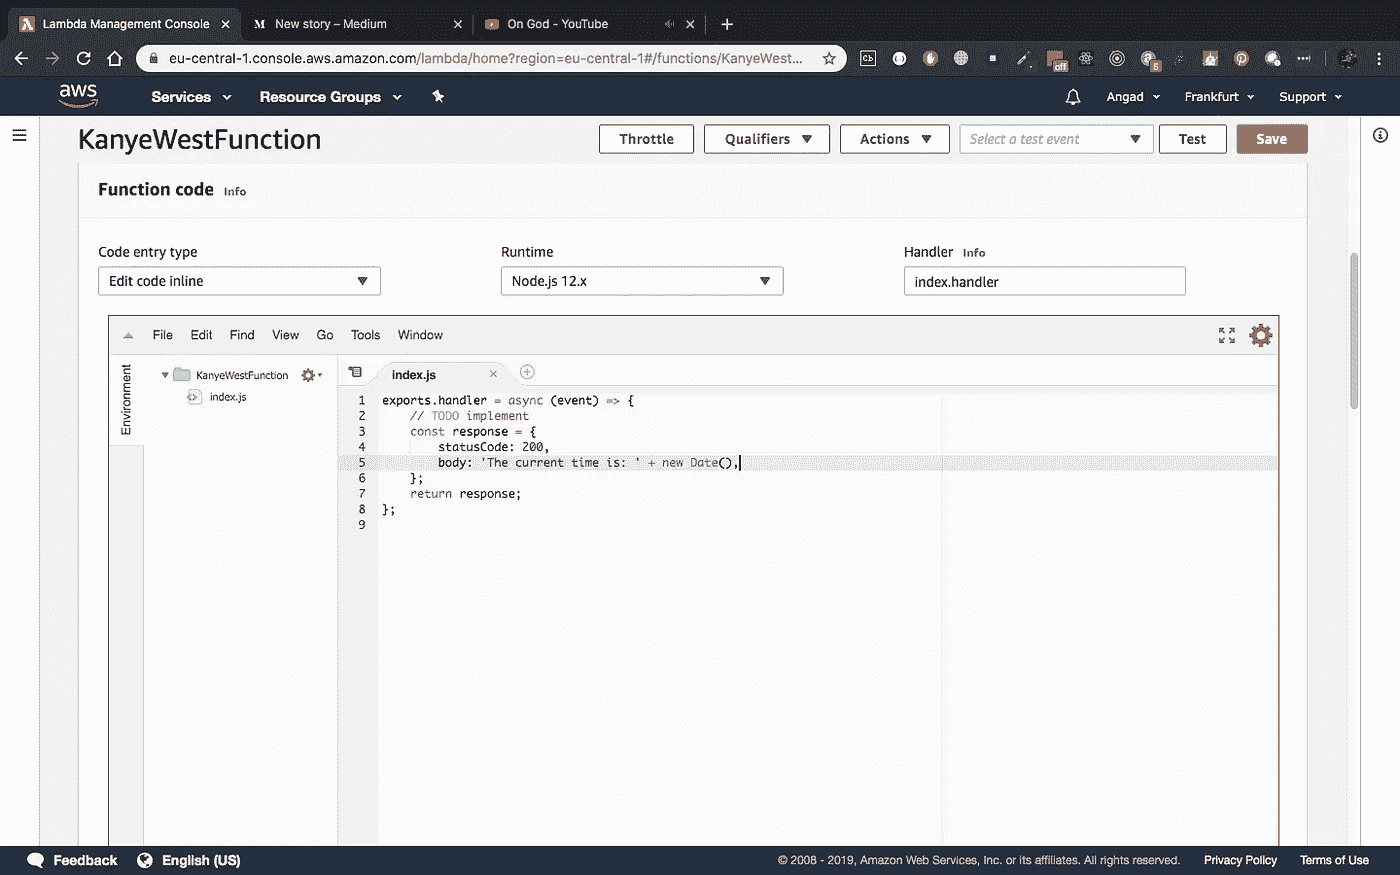 Lambda Management Console
New story – Medium
On God - YouTube
eu-central-1.console.aws.amazon.com/lambda/home?region=eu-central-1#/functions/KanyeWest...
Cb
off
5
aws
Services
Resource Groups
Angad
Frankfurt
Support
KanyeWestFunction
Throttle
Qualifiers
Actions
Select a test event
Test
Save
Function code Info
Code entry type
Runtime
Handler Info
Edit code inline
Node.js 12.x
index.handler
File Edit Find View Go Tools Window
Environment
KanyeWestFunction
index.js
index.js
1 exports.handler = async (event) => {
2 // TODO implement
3 const response = {
4 statusCode: 200,
5 body: 'The current time is: ' + new Date(),
6 };
7 return response;
8 };
9
Feedback
English (US)
© 2008 - 2019, Amazon Web Services, Inc. or its affiliates. All rights reserved.
Privacy Policy
Terms of Use